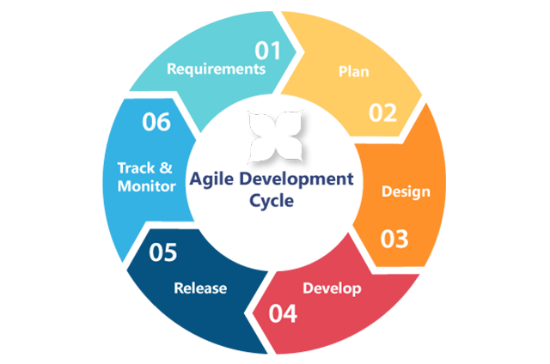 01
Requirements
Plan
02
Design
03
Develop
04
Release
05
Track &
Monitor
06
Agile Development
Cycle